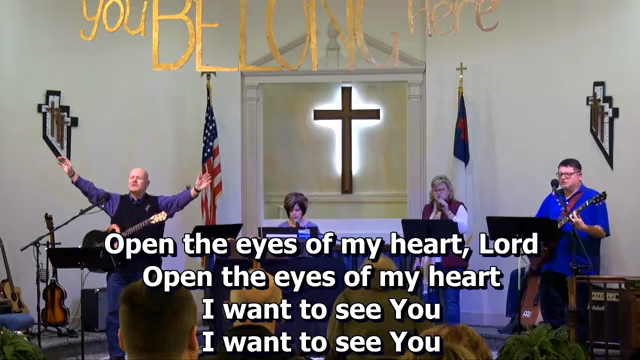 you BELONG Here
Open the eyes of my heart, Lord
Open the eyes of my heart
I want to see You
I want to see You